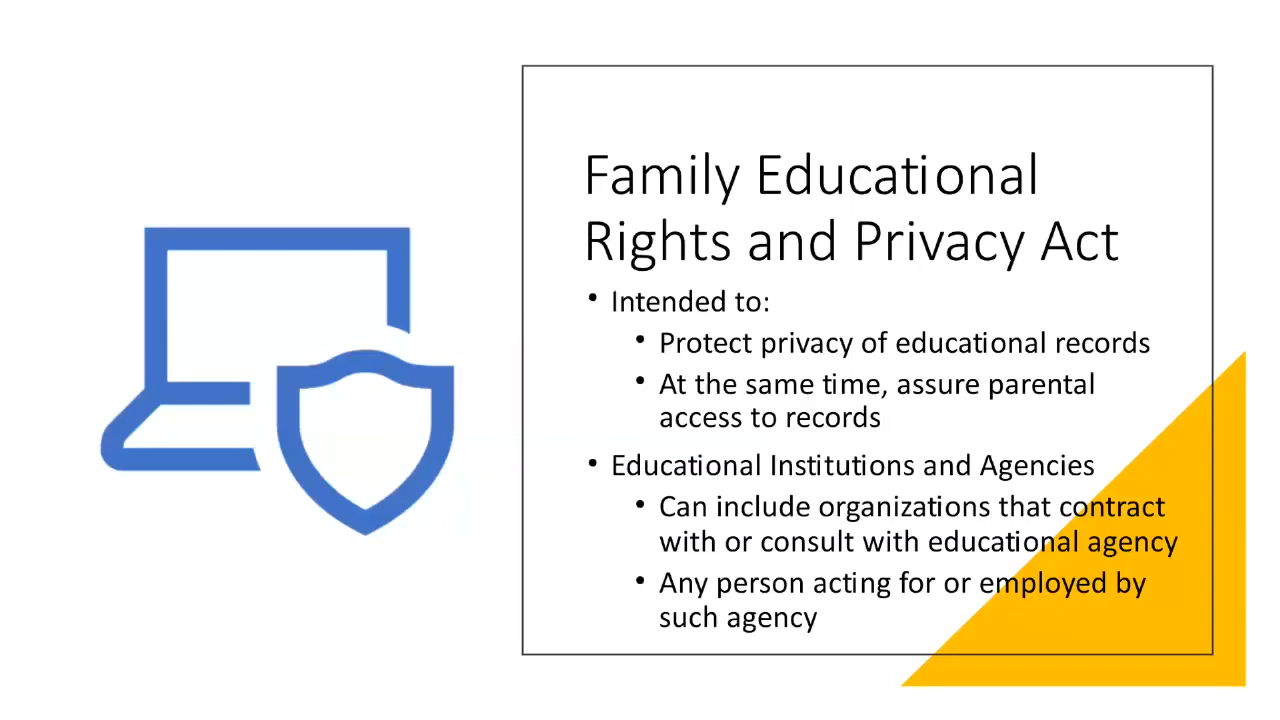 Family Educational
Rights and Privacy Act
• Intended to:
• Protect privacy of educational records
• At the same time, assure parental
access to records
• Educational Institutions and Agencies
• Can include organizations that contract
with or consult with educational agency
• Any person acting for or employed by
such agency